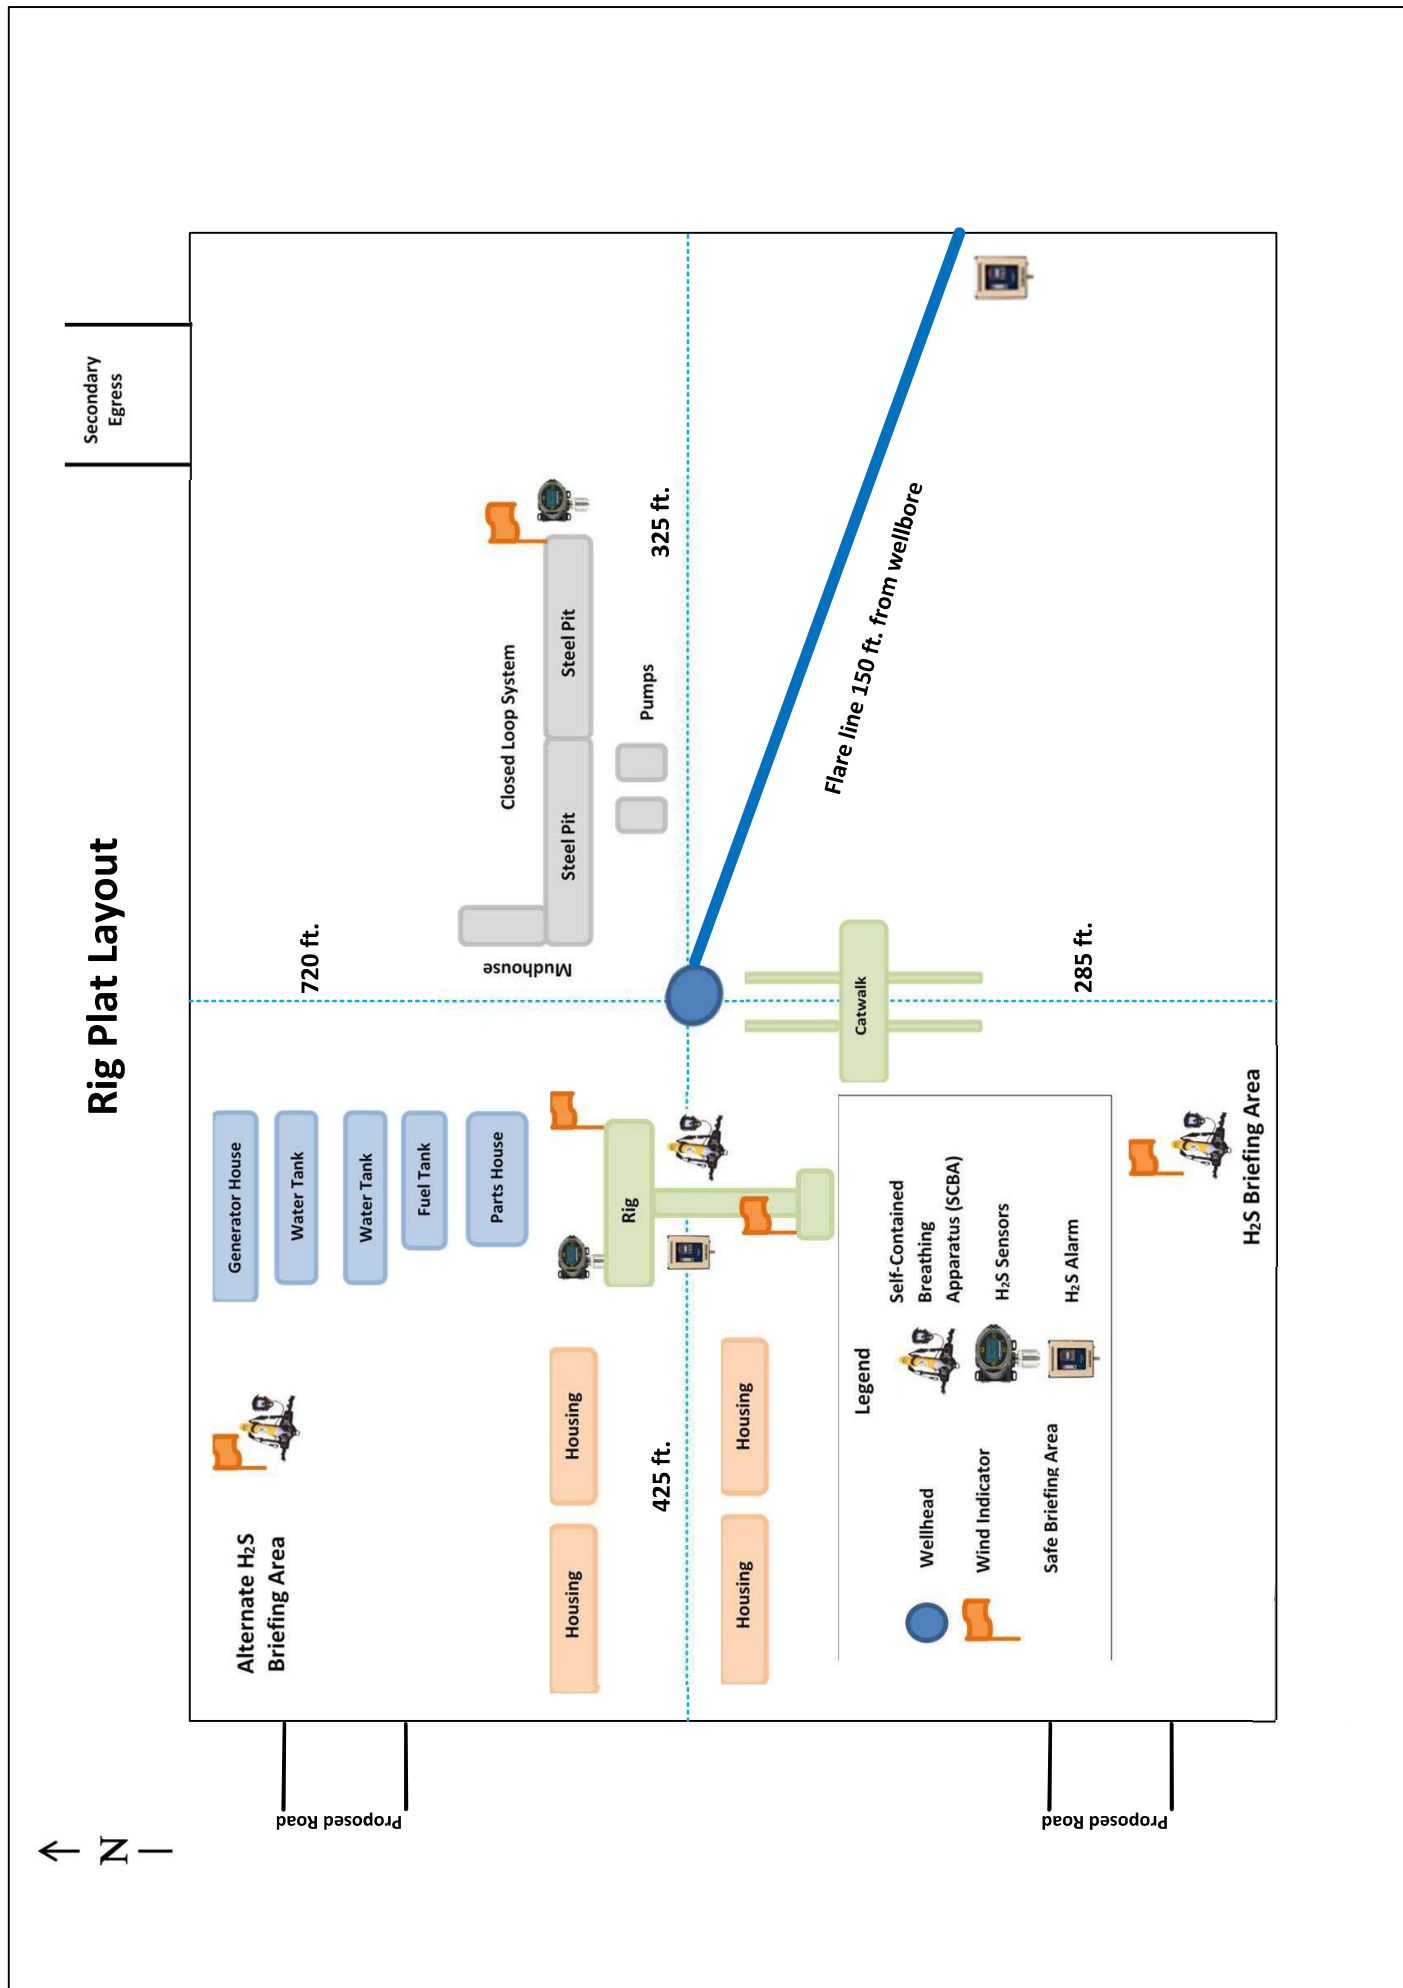 Rig Plat Layout
N
Secondary
Egress
Alternate H₂S
Briefing Area
Generator House
Water Tank
Water Tank
Fuel Tank
Parts House
720 ft.
Mudhouse
Closed Loop System
Steel Pit
Steel Pit
Pumps
325 ft.
Housing
Housing
425 ft.
Housing
Housing
Rig
Catwalk
285 ft.
Flare line 150 ft. from wellbore
Legend
Wellhead
Wind Indicator
Safe Briefing Area
Self-Contained
Breathing
Apparatus (SCBA)
H₂S Sensors
H₂S Alarm
H₂S Briefing Area
Proposed Road
Proposed Road